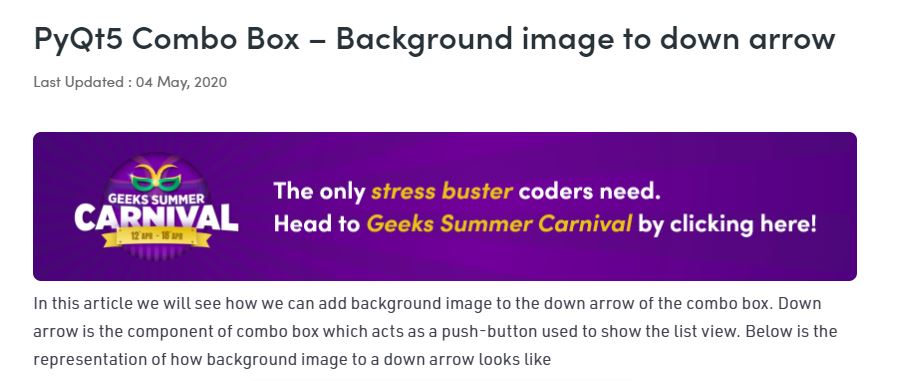 PyQt5 Combo Box – Background image to down arrow
Last Updated : 04 May, 2020
GEEKS SUMMER
CARNIVAL
12 APR - 18 APR
The only stress buster coders need.
Head to Geeks Summer Carnival by clicking here!
In this article we will see how we can add background image to the down arrow of the combo box. Down
arrow is the component of combo box which acts as a push-button used to show the list view. Below is the
representation of how background image to a down arrow looks like